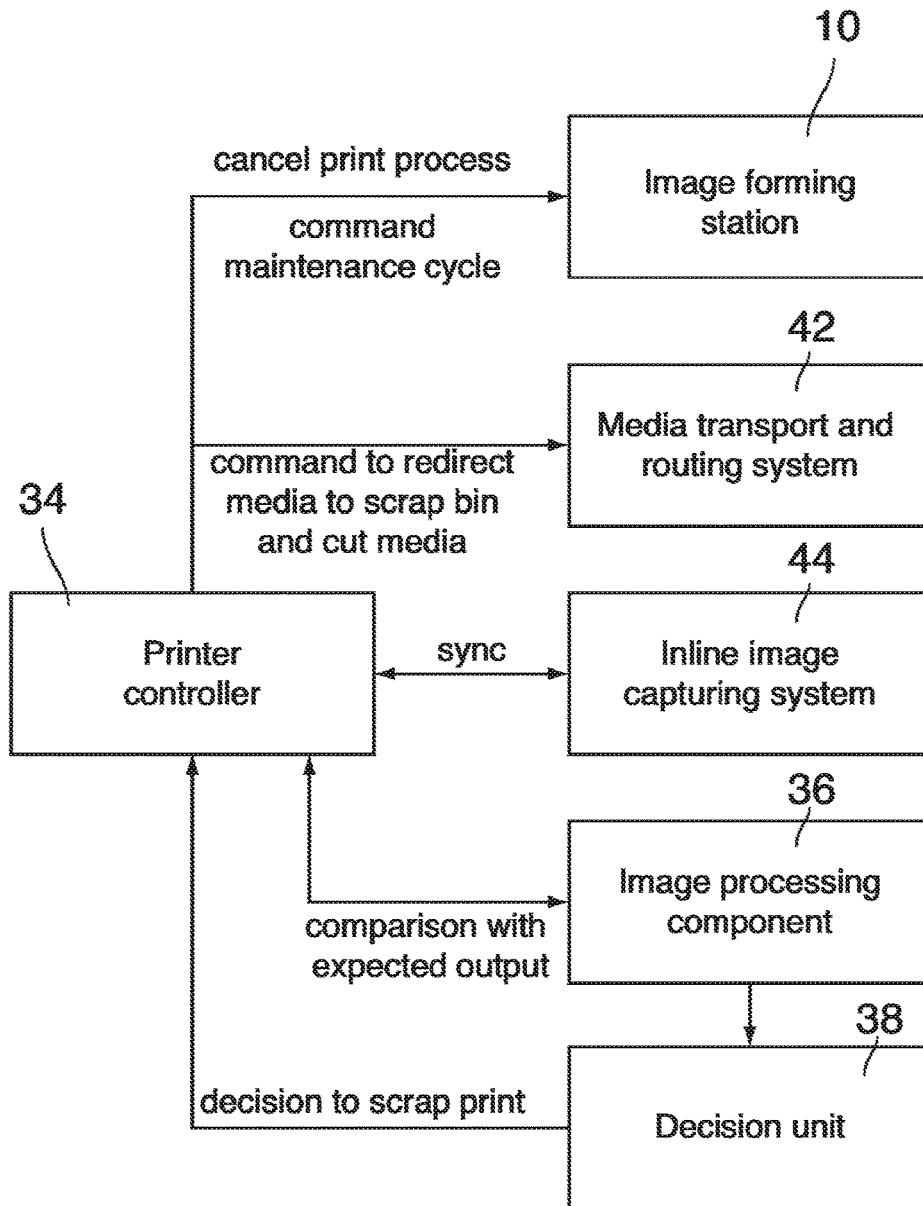 10
Image forming
station
cancel print process
command
maintenance cycle
42
Media transport and
routing system
command to redirect
media to scrap bin
and cut media
34
Printer
controller
sync
44
Inline image
capturing system
36
Image processing
component
comparison with
expected output
38
Decision unit
decision to scrap print